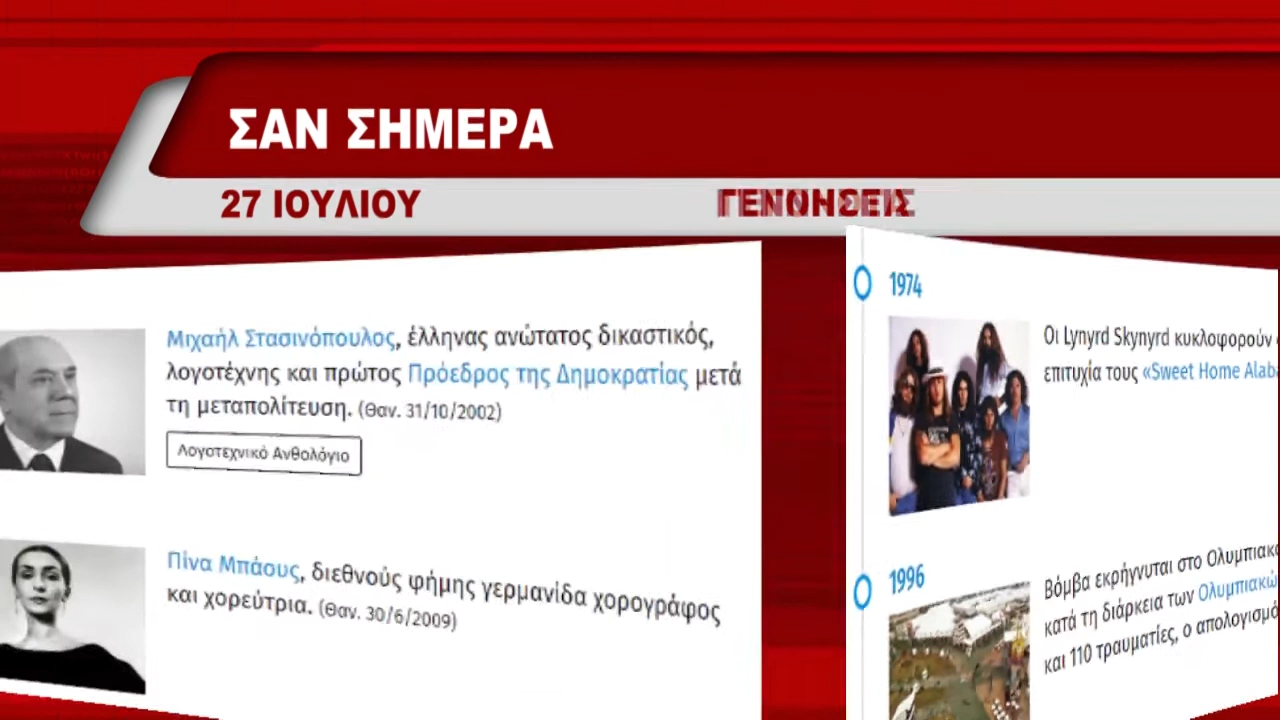 ΣΑΝ ΣΗΜΕΡΑ
27 ΙΟΥΛΙΟΥ
Μιχαήλ Στασινόπουλος, έλληνας ανώτατος δικαστικός,
λογοτέχνης και πρώτος Πρόεδρος της Δημοκρατίας μετά
τη μεταπολίτευση. (Θαν. 31/10/2002)
Λογοτεχνικό Ανθολόγιο
Πίνα Μπάους, διεθνούς φήμης γερμανίδα χορογράφος
και χορεύτρια. (Θαν. 30/6/2009)
1974
Οι Lynyrd Skynyrd κυκλοφορούν
επιτυχία τους «Sweet Home Alab
1996
Βόμβα εκρήγνυται στο Ολυμπιακ
κατά τη διάρκεια των Ολυμπιακώ
και 110 τραυματίες, ο απολογισμό